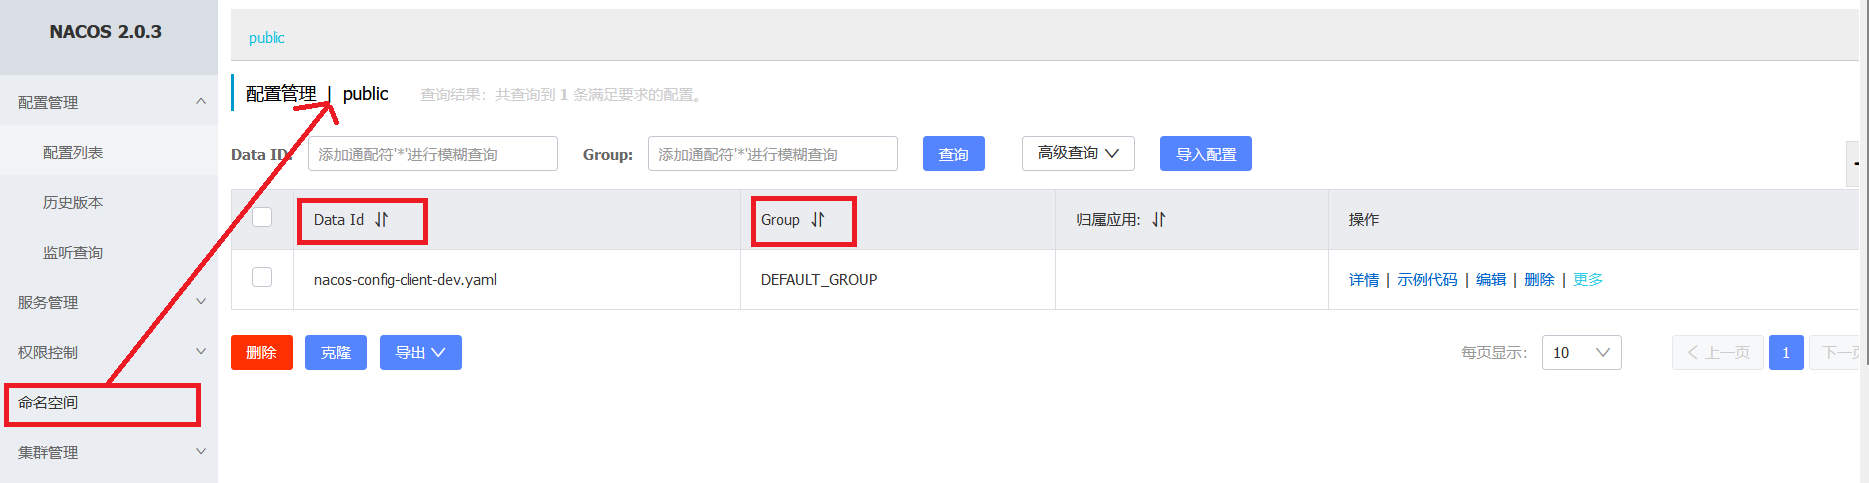 NACOS 2.0.3
配置管理
配置列表
历史版本
监听查询
服务管理
权限控制
命名空间
集群管理
public
配置管理 | public 查询结果：共查询到 1 条满足要求的配置。
Data ID: 添加通配符'*'进行模糊查询 Group: 添加通配符'*'进行模糊查询 查询 高级查询 导入配置
Data Id Group 归属应用: 操作
nacos-config-client-dev.yaml DEFAULT_GROUP 详情 | 示例代码 | 编辑 | 删除 | 更多
删除 克隆 导出 每页显示： 10 上一页 1 下一